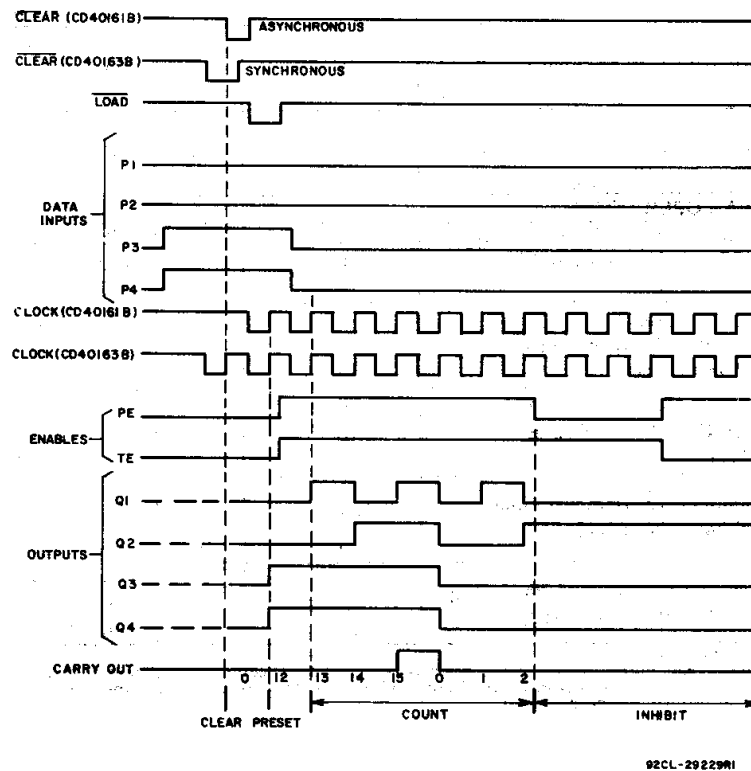 CLEAR (CD40161B)
ASYNCHRONOUS
CLEAR (CD40163B)
SYNCHRONOUS
LOAD
P1
DATA
INPUTS
P2
P3
P4
CLOCK(CD40161B)
CLOCK(CD40163B)
PE
ENABLES
TE
Q1
Q2
OUTPUTS
Q3
Q4
CARRY OUT
0 12 13 14 15 0 1 2
CLEAR PRESET COUNT INHIBIT
92CL-29229R1